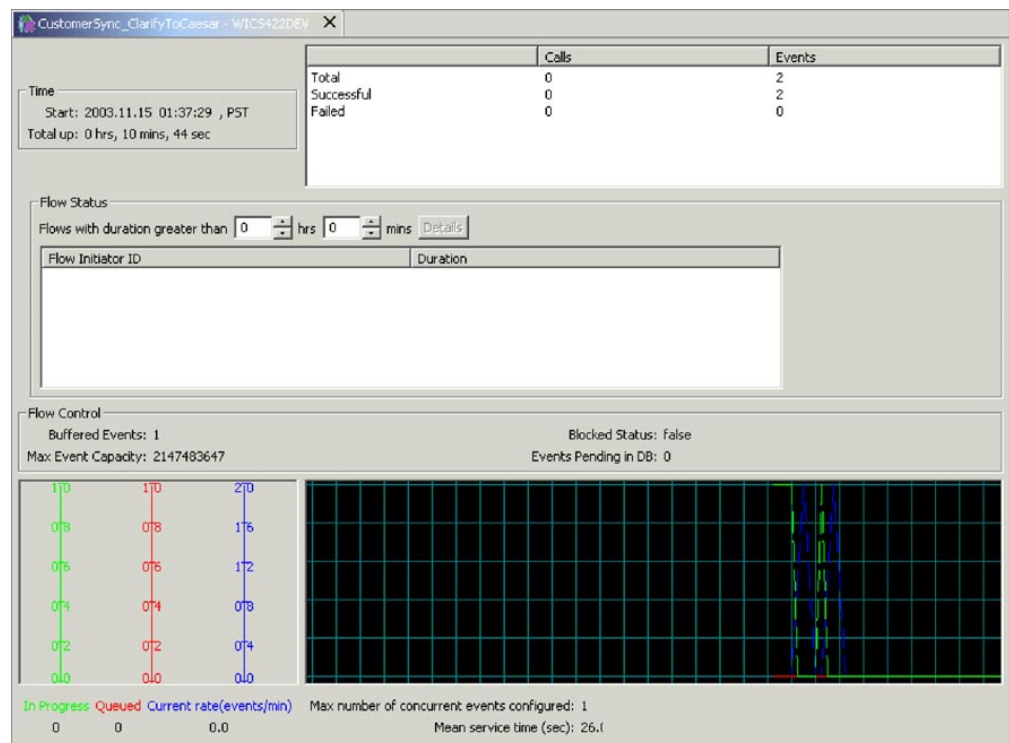 CustomerSync_ClarifyToCaesar - WICS422DEV X
Calls Events
Total 0 2
Successful 0 2
Failed 0 0
Time
Start: 2003.11.15 01:37:29 , PST
Total up: 0 hrs, 10 mins, 44 sec
Flow Status
Flows with duration greater than 0 hrs 0 mins Details
Flow Initiator ID Duration
Flow Control
Buffered Events: 1 Blocked Status: false
Max Event Capacity: 2147483647 Events Pending in DB: 0
1.0 1.0 2.0
0.8 0.8 1.6
0.6 0.6 1.2
0.4 0.4 0.8
0.2 0.2 0.4
0.0 0.0 0.0
In Progress Queued Current rate(events/min) Max number of concurrent events configured: 1
0 0 0.0 Mean service time (sec): 26.